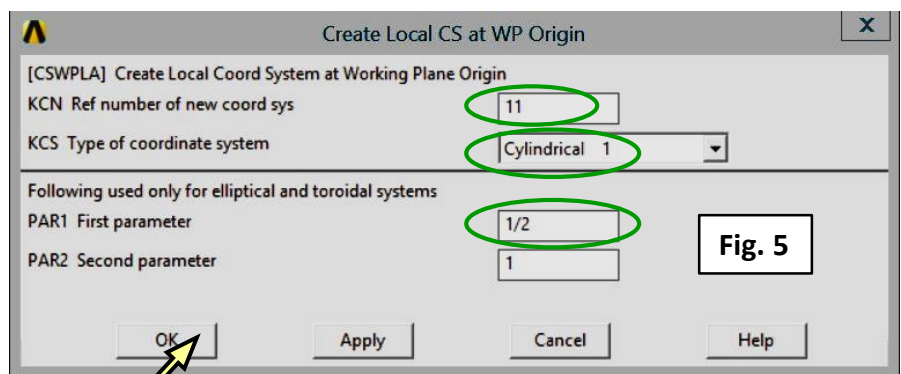 Create Local CS at WP Origin
X
[CSWPLA] Create Local Coord System at Working Plane Origin
KCN Ref number of new coord sys
11
KCS Type of coordinate system
Cylindrical 1
Following used only for elliptical and toroidal systems
PAR1 First parameter
1/2
PAR2 Second parameter
1
Fig. 5
OK
Apply
Cancel
Help